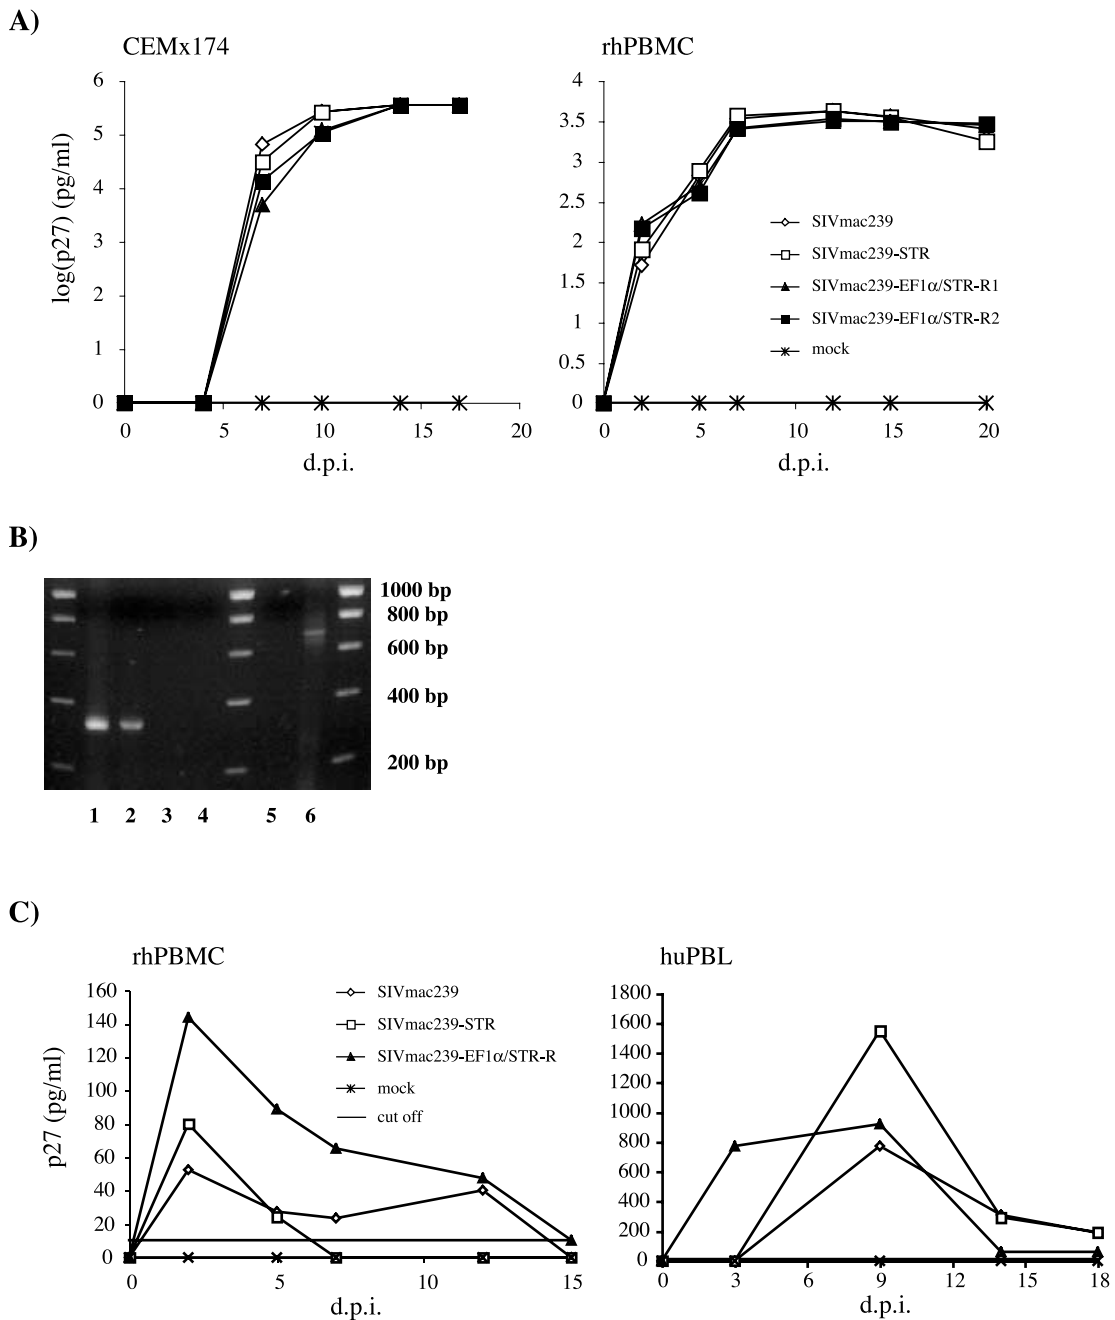 A)
CEMx174
rhPBMC
log(p27) (pg/ml)
6
5
4
3
2
1
0
0
5
10
15
20
d.p.i.
4
3.5
3
2.5
2
1.5
1
0.5
0
0
5
10
15
20
d.p.i.
SIVmac239
SIVmac239-STR
SIVmac239-EF1α/STR-R1
SIVmac239-EF1α/STR-R2
mock
B)
1000 bp
800 bp
600 bp
400 bp
200 bp
1 2 3 4 5 6
C)
rhPBMC
huPBL
p27 (pg/ml)
160
140
120
100
80
60
40
20
0
0
5
10
15
d.p.i.
SIVmac239
SIVmac239-STR
SIVmac239-EF1α/STR-R
mock
cut off
1800
1600
1400
1200
1000
800
600
400
200
0
0
3
6
9
12
15
18
d.p.i.